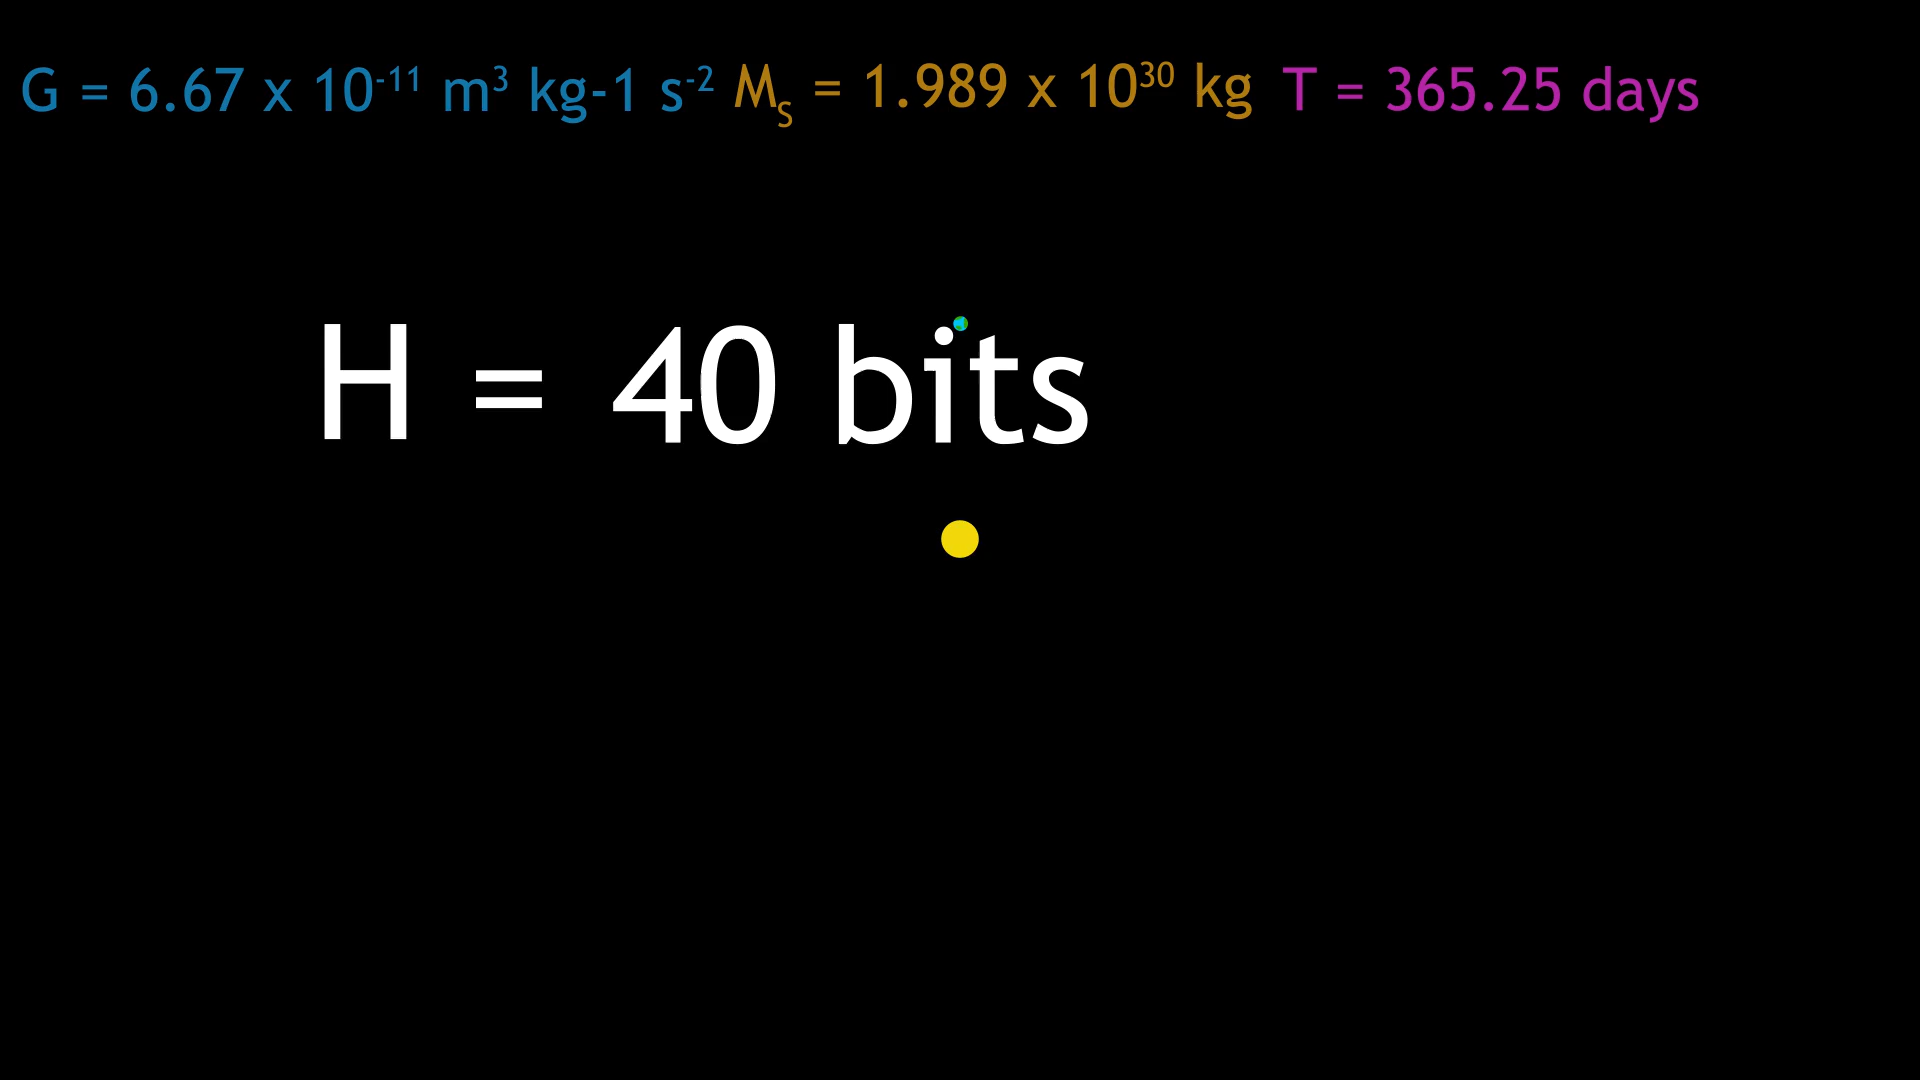 G = 6.67 x 10⁻¹¹ m³ kg-1 s⁻² Mₛ = 1.989 x 10³⁰ kg T = 365.25 days
H = 40 bits